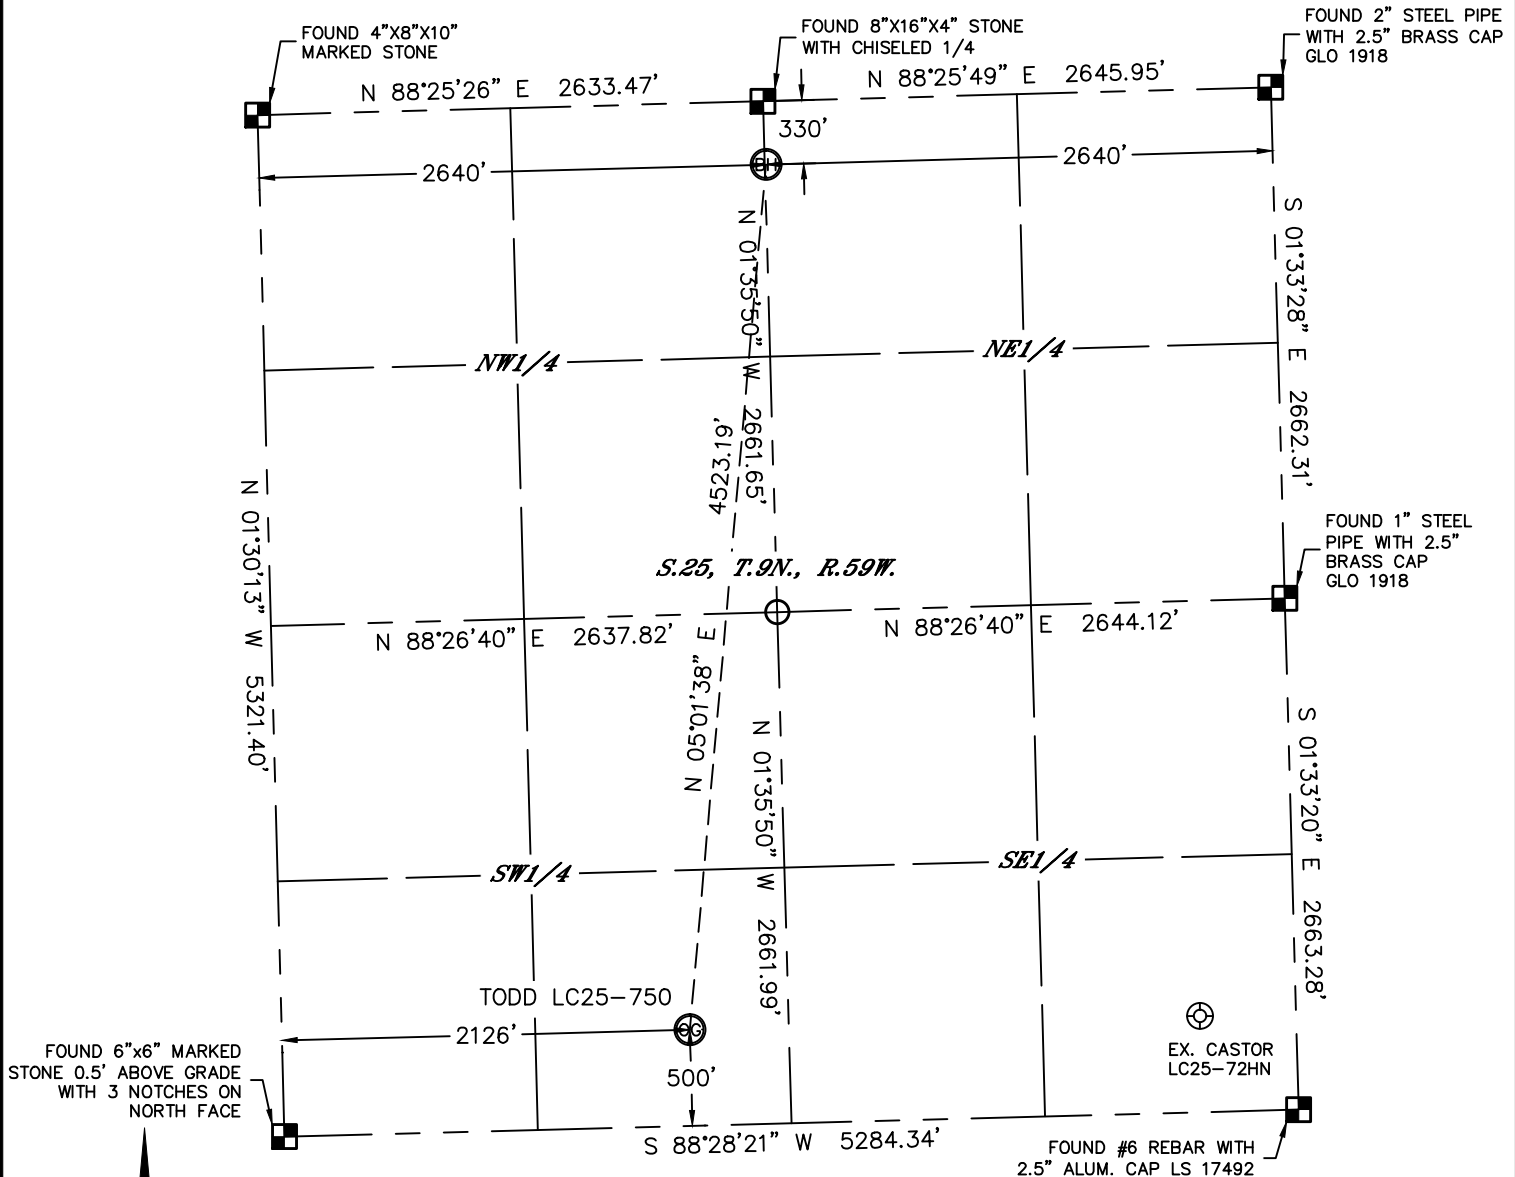 FOUND 4"X8"X10"
MARKED STONE
FOUND 8"X16"X4" STONE
WITH CHISELED 1/4
FOUND 2" STEEL PIPE
WITH 2.5" BRASS CAP
GLO 1918
N 88°25'26" E 2633.47'
N 88°25'49" E 2645.95'
330'
2640'
BH
2640'
N 01°35'50" W 2661.65'
S 01°33'28" E 2662.31'
NW1/4
NE1/4
4523.19'
N 01°30'13" W 5321.40'
FOUND 1" STEEL
PIPE WITH 2.5"
BRASS CAP
GLO 1918
S.25, T.9N., R.59W.
N 88°26'40" E 2637.82'
N 88°26'40" E 2644.12'
N 05°01'38" E
N 01°35'50" W 2661.99'
S 01°33'20" E 2663.28'
SW1/4
SE1/4
TODD LC25-750
2126'
OG
500'
EX. CASTOR
LC25-72HN
FOUND 6"x6" MARKED
STONE 0.5' ABOVE GRADE
WITH 3 NOTCHES ON
NORTH FACE
S 88°28'21" W 5284.34'
FOUND #6 REBAR WITH
2.5" ALUM. CAP LS 17492